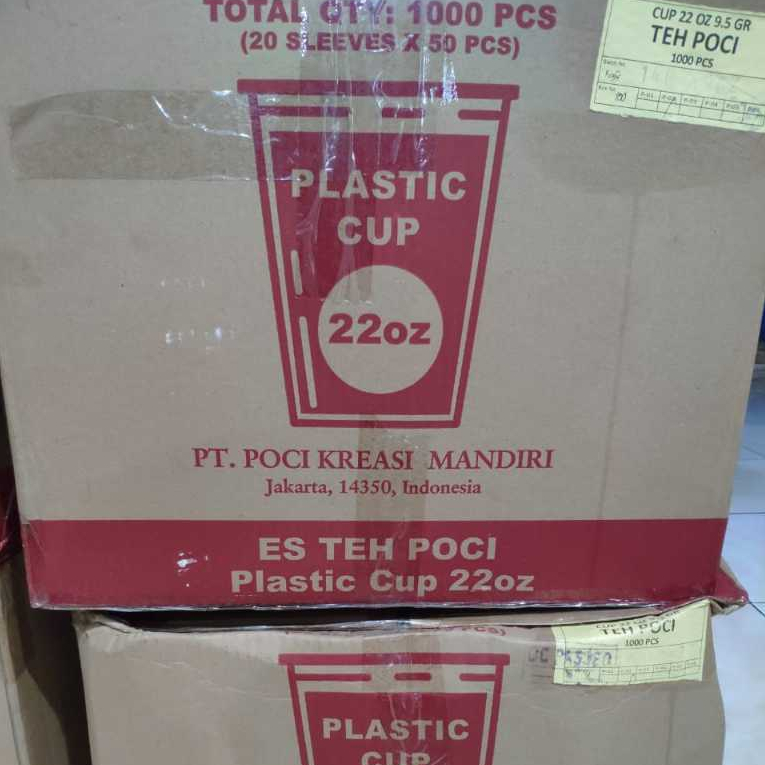 TOTAL QTY: 1000 PCS
(20 SLEEVES X 50 PCS)
CUP 22 OZ 9.5 GR
TEH POCI
1000 PCS
PLASTIC
CUP
22oz
PT. POCI KREASI MANDIRI
Jakarta, 14350, Indonesia
ES TEH POCI
Plastic Cup 22oz
TEH POCI
1000 PCS
PASSED
PLASTIC
CUP